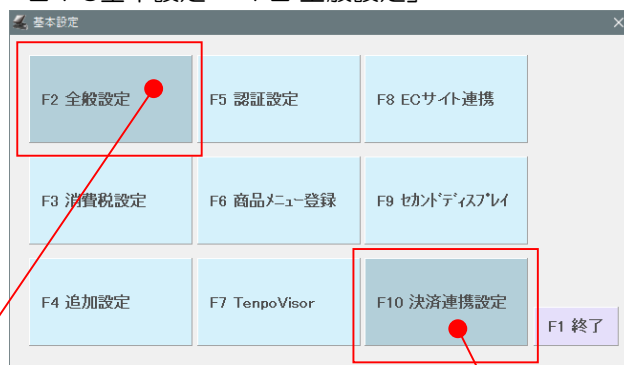 基本設定
F2 全般設定 F5 認証設定 F8 ECサイト連携
F3 消費税設定 F6 商品メニュー登録 F9 セカンドディスプレイ
F4 追加設定 F7 TenpoVisor F10 決済連携設定
F1 終了